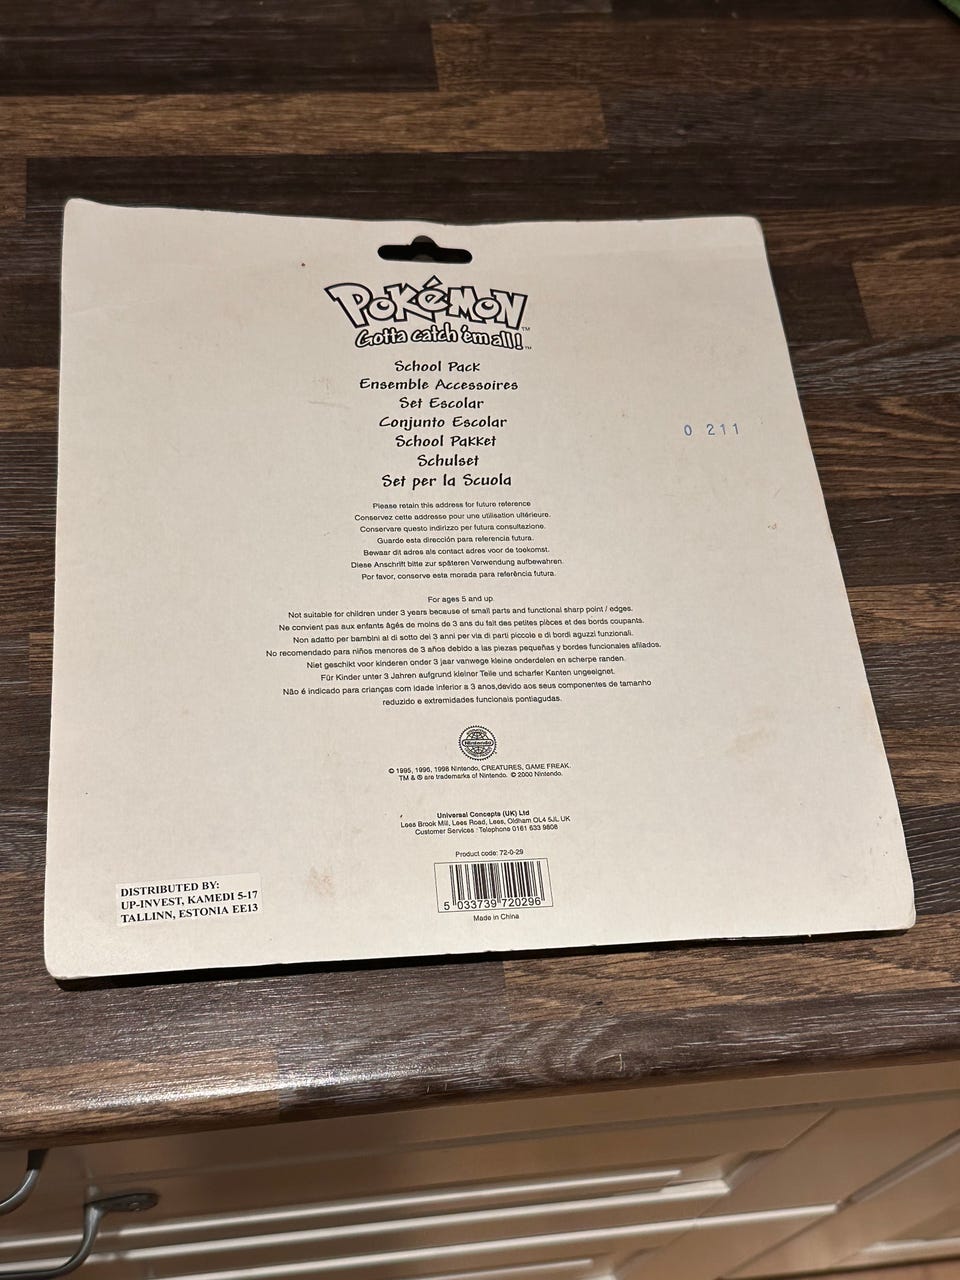 POKéMON™
Gotta catch 'em all!™
School Pack
Ensemble Accessoires
Set Escolar
Conjunto Escolar
School Pakket
Schulset
Set per la Scuola
0 211
Please retain this address for future reference
Conservez cette addresse pour une utilisation ultérieure.
Conservare questo indirizzo per futura consultazione.
Guarde esta dirección para referencia futura.
Bewaar dit adres als contact adres voor de toekomst.
Diese Anschrift bitte zur späteren Verwendung aufbewahren.
Por favor, conserve esta morada para referência futura.
For ages 5 and up
Not suitable for children under 3 years because of small parts and functional sharp point / edges.
Ne convient pas aux enfants âgés de moins de 3 ans du fait des petites pièces et des bords coupants.
Non adatto per bambini al di sotto dei 3 anni per via di parti piccole e di bordi aguzzi funzionali.
No recomendado para niños menores de 3 años debido a las piezas pequeñas y bordes funcionales afilados.
Niet geschikt voor kinderen onder 3 jaar vanwege kleine onderdelen en scherpe randen.
Für Kinder unter 3 Jahren aufgrund kleiner Teile und scharfer Kanten ungeeignet.
Não é indicado para crianças com idade inferior a 3 anos,devido aos seus componentes de tamanho
reduzido e extremidades funcionais pontiagudas.
Nintendo
© 1995, 1996, 1998 Nintendo, CREATURES, GAME FREAK.
TM & ® are trademarks of Nintendo. © 2000 Nintendo.
Universal Concepts (UK) Ltd
Lees Brook Mill, Lees Road, Lees, Oldham OL4 5JL UK
Customer Services : Telephone 0161 633 9808
Product code: 72-0-29
5 033739 720296
Made in China
DISTRIBUTED BY:
UP-INVEST, KAMEDI 5-17
TALLINN, ESTONIA EE13